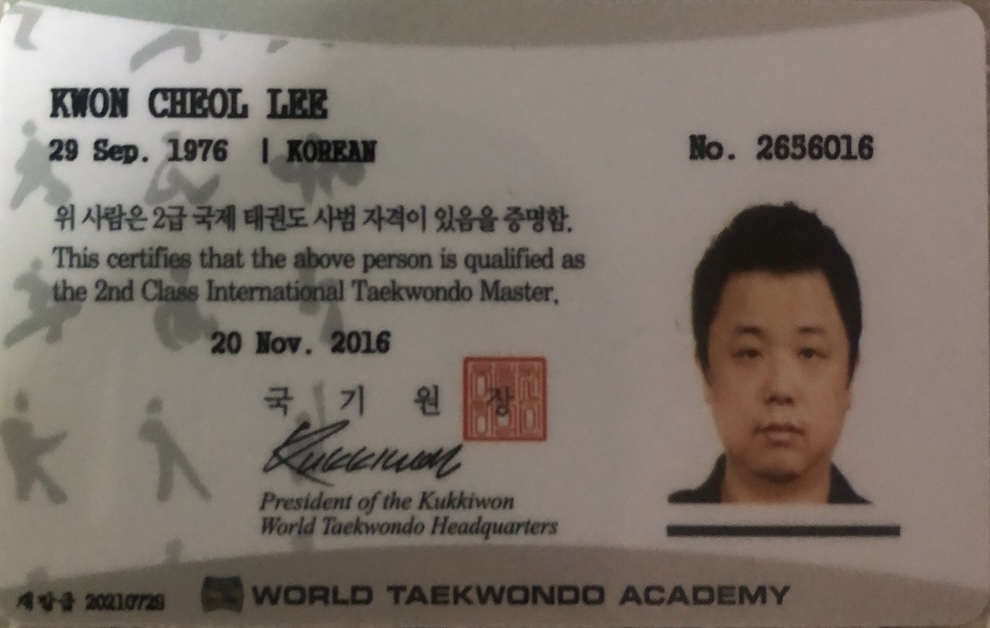 KWON CHEOL LEE
29 Sep. 1976 | KOREAN
No. 2656016
위 사람은 2급 국제 태권도 사범 자격이 있음을 증명함.
This certifies that the above person is qualified as
the 2nd Class International Taekwondo Master.
20 Nov. 2016
국 기 원 장
Kukkiwon
President of the Kukkiwon
World Taekwondo Headquarters
재발급 20210728
WORLD TAEKWONDO ACADEMY